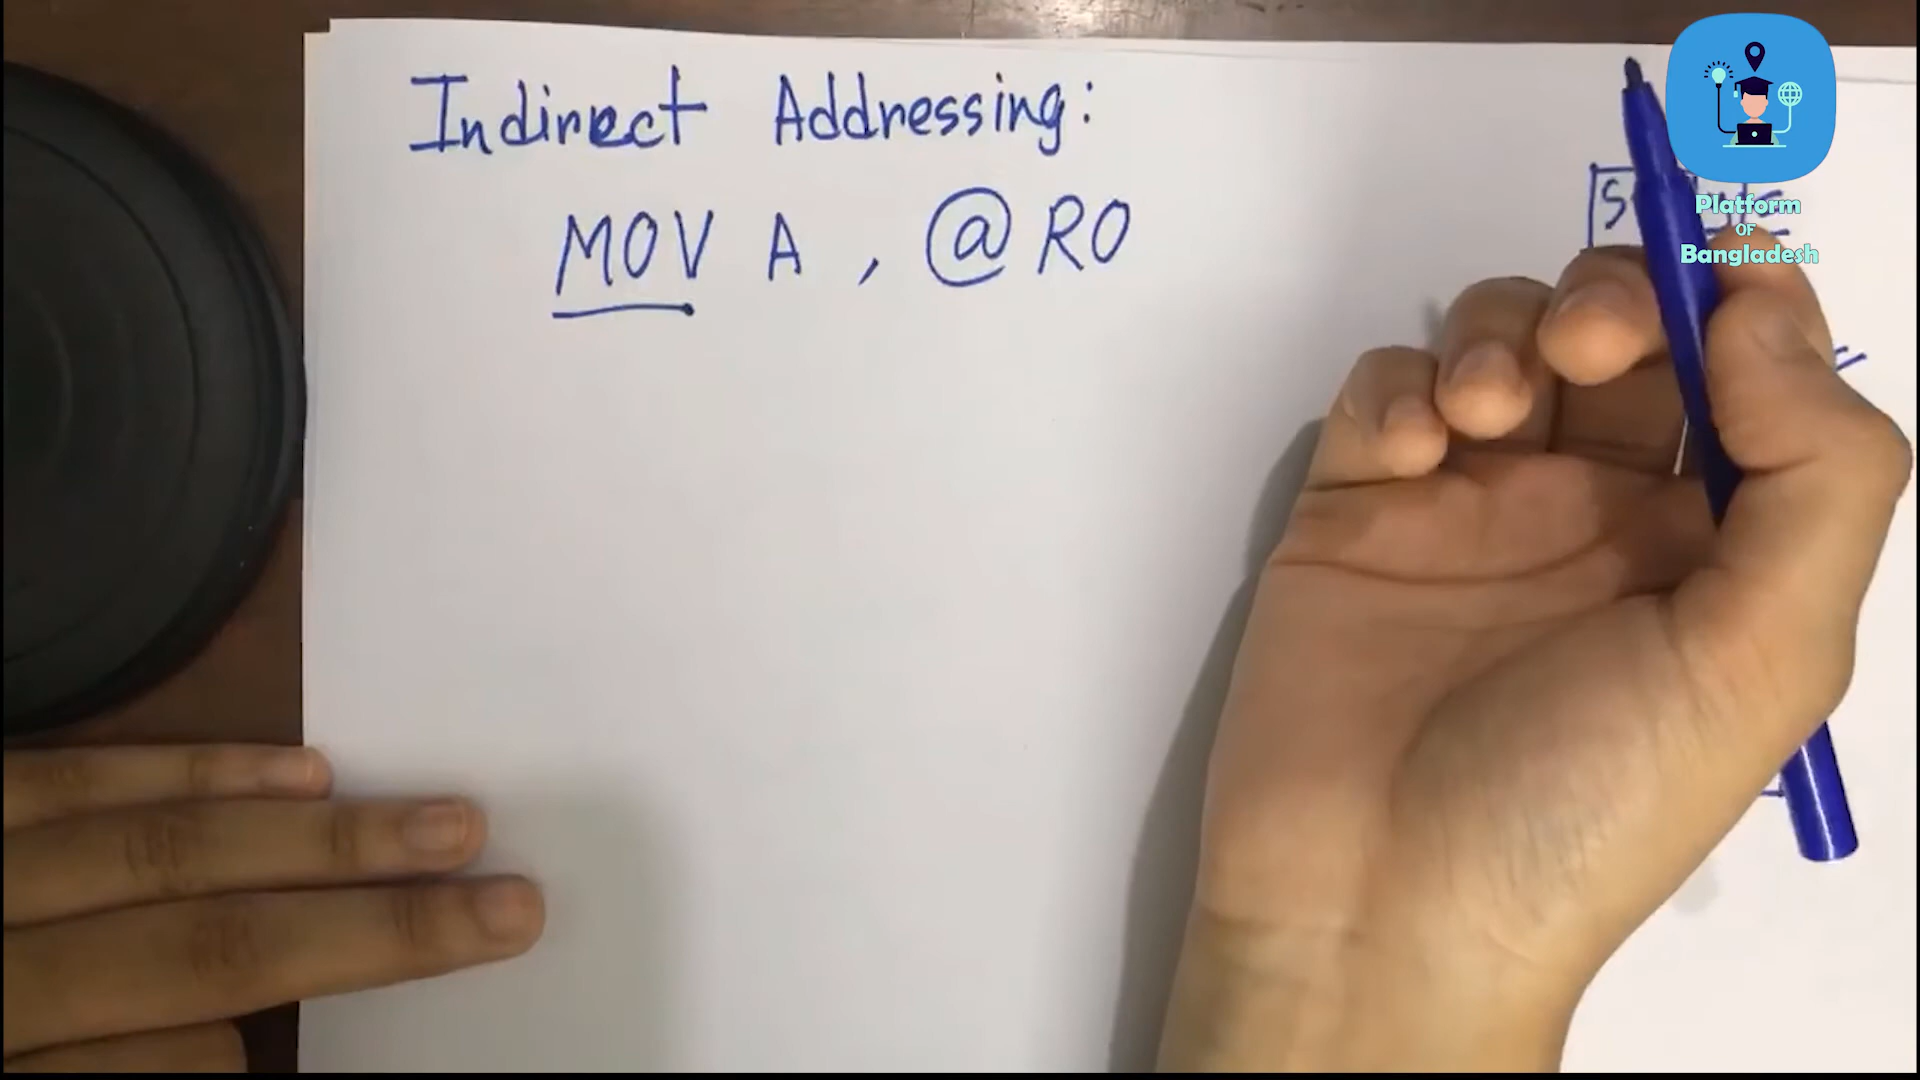 Indirect Addressing:
MOV A, @R0
Platform
OF
Bangladesh